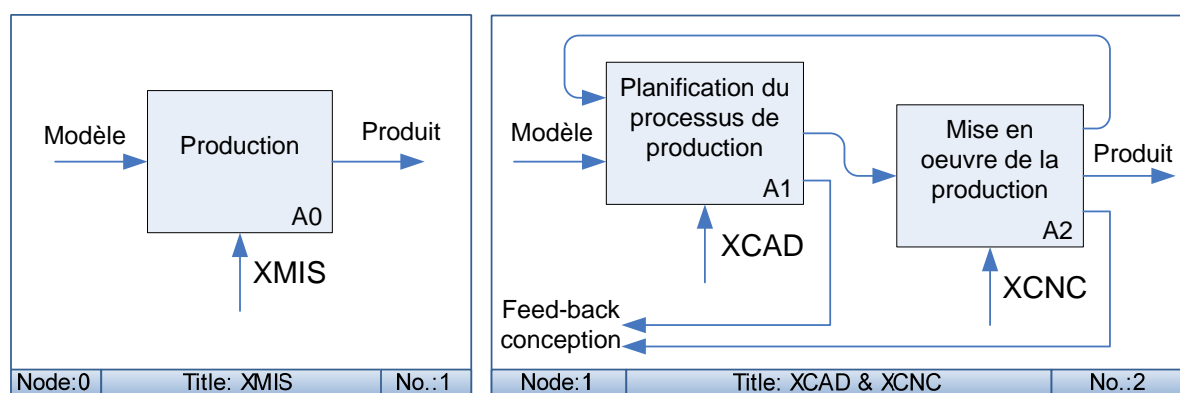 Modèle
Production
Produit
A0
XMIS
Node:0
Title: XMIS
No.:1
Modèle
Planification du
processus de
production
A1
XCAD
Mise en
oeuvre de la
production
A2
Produit
XCNC
Feed-back
conception
Node:1
Title: XCAD & XCNC
No.:2